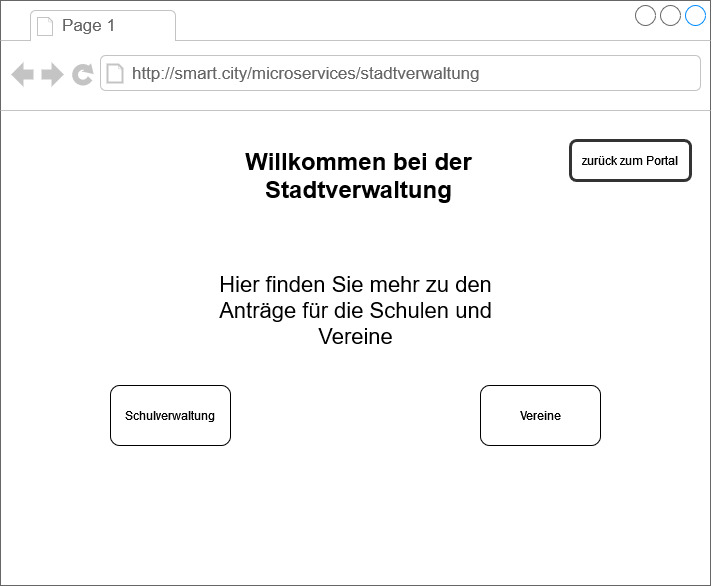 Page 1
http://smart.city/microservices/stadtverwaltung
Willkommen bei der
Stadtverwaltung
zurück zum Portal
Hier finden Sie mehr zu den
Anträge für die Schulen und
Vereine
Schulverwaltung
Vereine